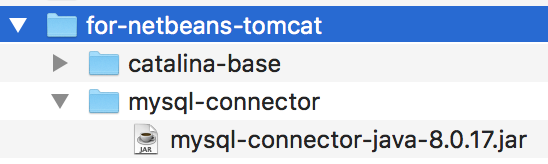 for-netbeans-tomcat
catalina-base
mysql-connector
JAR
mysql-connector-java-8.0.17.jar